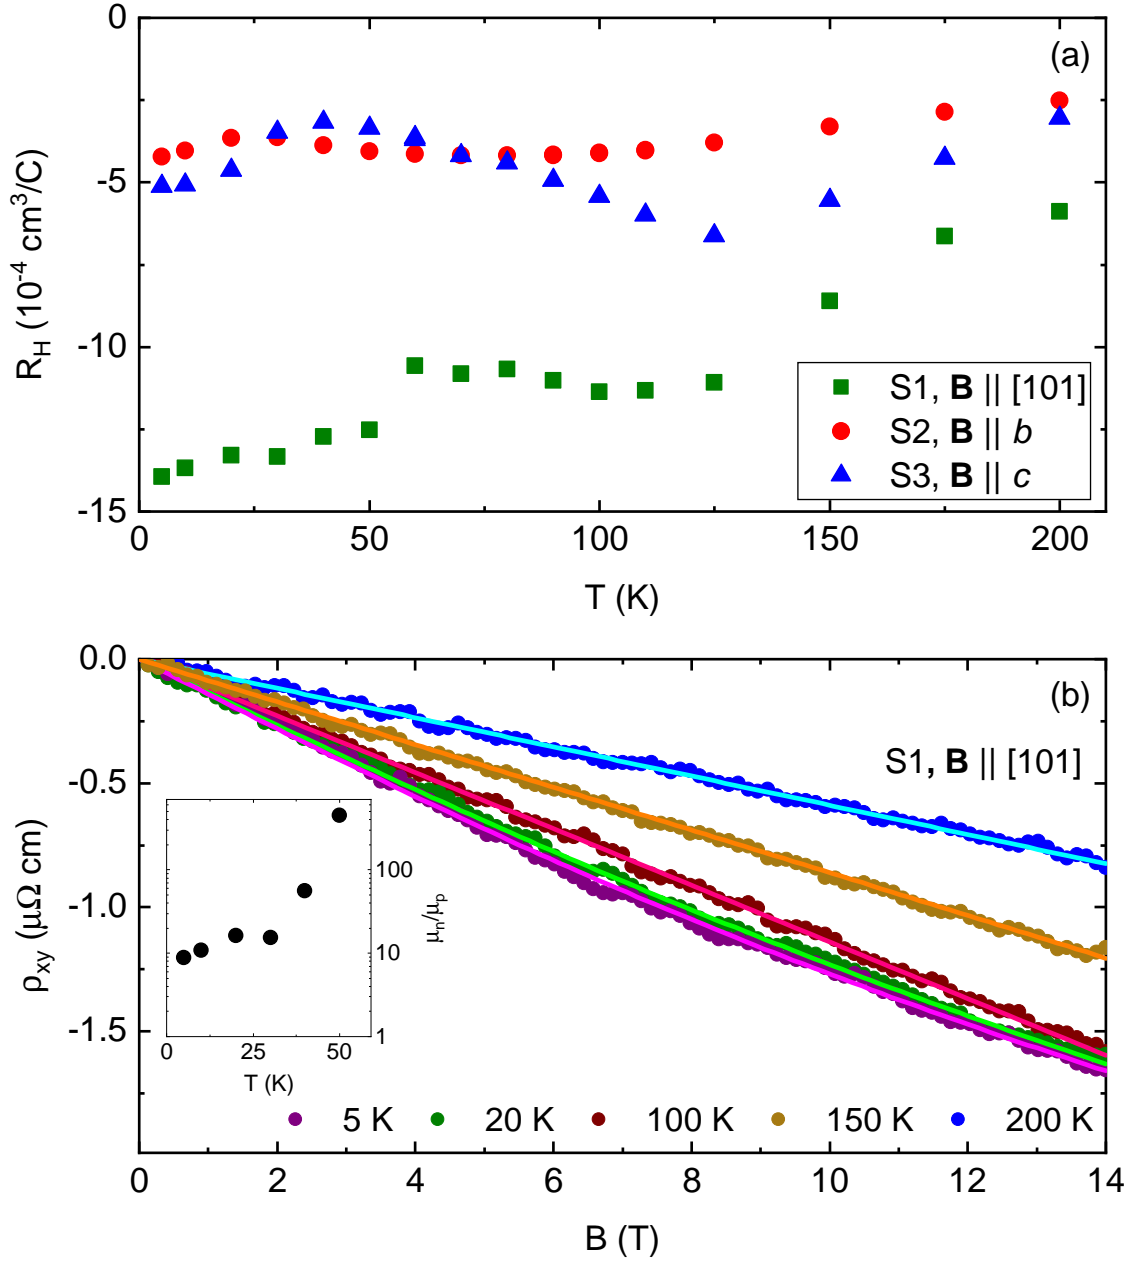 (a)
0
-5
-10
-15
R_H (10^-4 cm^3/C)
S1, B || [101]
S2, B || b
S3, B || c
0 50 100 150 200
T (K)
(b)
S1, B || [101]
0.0
-0.5
-1.0
-1.5
ρ_xy (μΩ cm)
100
10
1
μ_n/μ_p
0 25 50
T (K)
5 K 20 K 100 K 150 K 200 K
0 2 4 6 8 10 12 14
B (T)